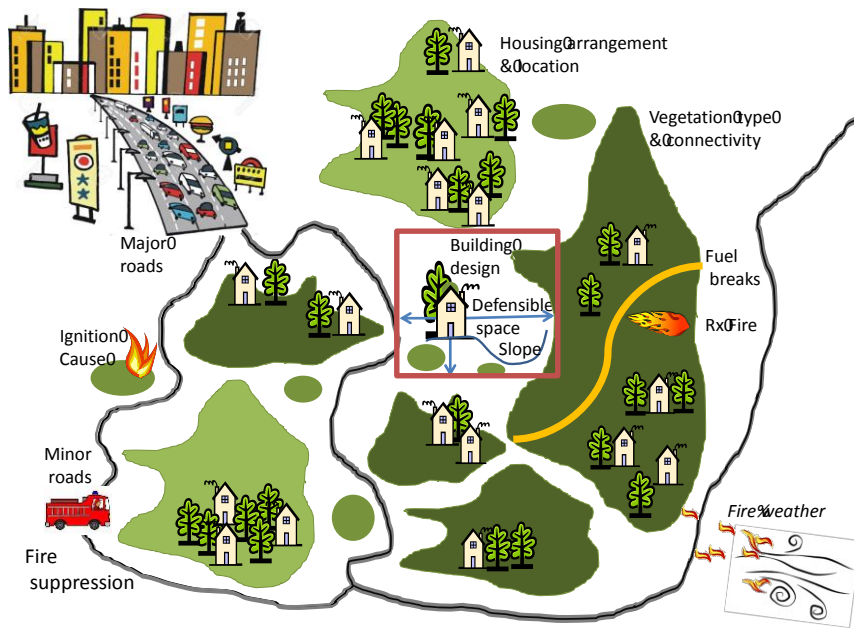 Housing0arrangement
&0location
Vegetation0type0
&0connectivity
Major0
roads
Building0
design
Fuel
breaks
Defensible
space
Slope
Rx0Fire
Ignition0
Cause0
Minor
roads
Fire%weather
Fire
suppression